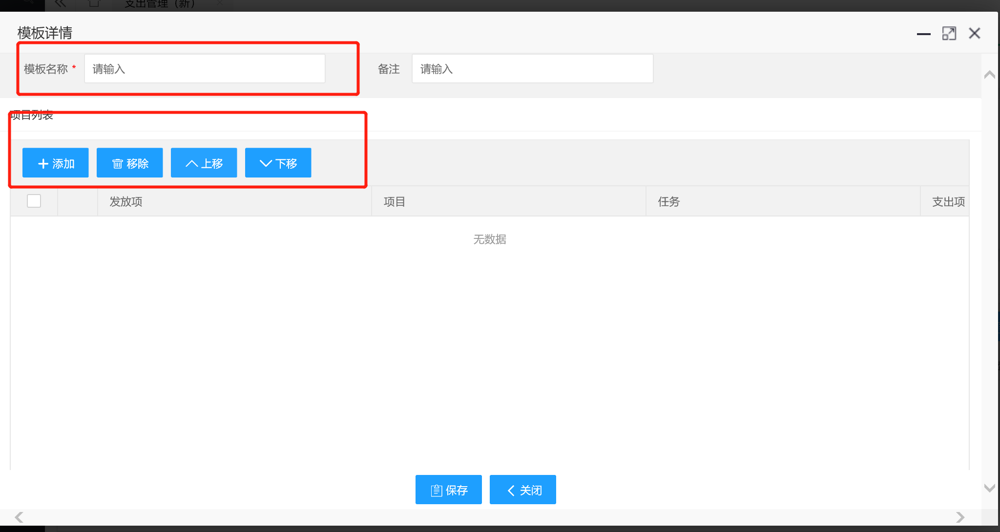 支出管理（新）
模板详情
模板名称 * 请输入 备注 请输入
项目列表
添加 移除 上移 下移
发放项 项目 任务 支出项
无数据
保存 关闭